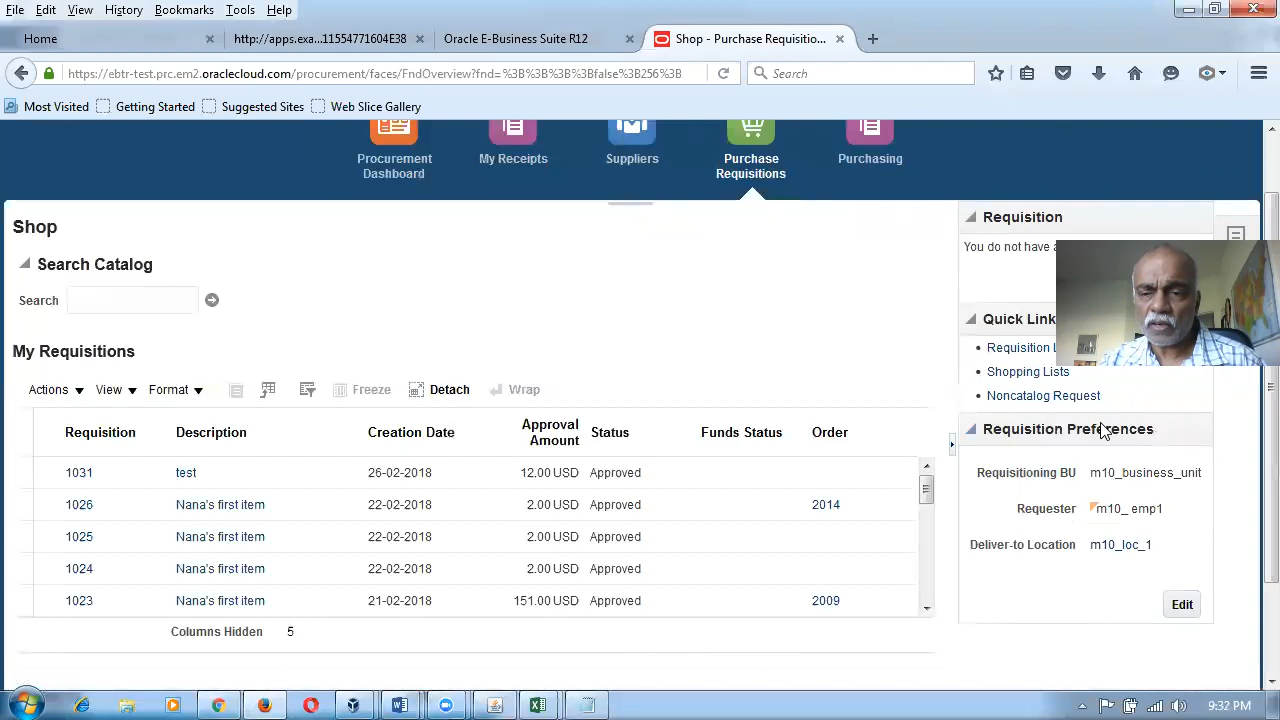 File Edit View History Bookmarks Tools Help
Home × http://apps.exa...11554771604E38 × Oracle E-Business Suite R12 × Shop - Purchase Requisitio... × +
https://ebtr-test.prc.em2.oraclecloud.com/procurement/faces/FndOverview?fnd=%3B%3B%3B%3Bfalse%3B256%3B Search
Most Visited Getting Started Suggested Sites Web Slice Gallery
Procurement Dashboard
My Receipts
Suppliers
Purchase Requisitions
Purchasing
Shop
Search Catalog
Search
My Requisitions
Actions View Format Freeze Detach Wrap
Requisition Description Creation Date Approval Amount Status Funds Status Order
1031 test 26-02-2018 12.00 USD Approved
1026 Nana's first item 22-02-2018 2.00 USD Approved 2014
1025 Nana's first item 22-02-2018 2.00 USD Approved
1024 Nana's first item 22-02-2018 2.00 USD Approved
1023 Nana's first item 21-02-2018 151.00 USD Approved 2009
Columns Hidden 5
Requisition
You do not have
Quick Lin
Requisition
Shopping Lists
Noncatalog Request
Requisition Preferences
Requisitioning BU m10_business_unit
Requester m10_ emp1
Deliver-to Location m10_loc_1
Edit
9:32 PM